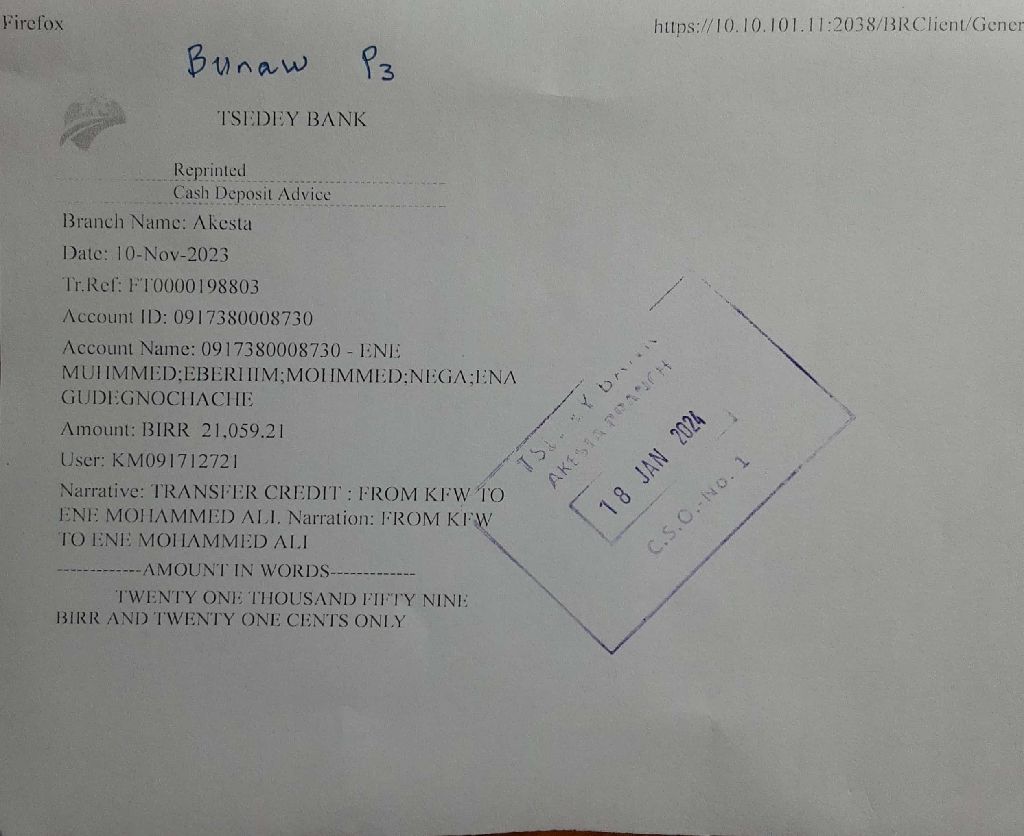 Firefox
https://10.10.101.11:2038/BRClient/Gener
Bunaw P3
TSEDEY BANK
Reprinted
Cash Deposit Advice
Branch Name: Akesta
Date: 10-Nov-2023
Tr.Ref: FT0000198803
Account ID: 0917380008730
Account Name: 0917380008730 - ENE
MUHMMED;EBERHIM;MOHMMED;NEGA;ENA
GUDEGNOCHACHE
Amount: BIRR 21,059.21
User: KM091712721
Narrative: TRANSFER CREDIT : FROM KFW TO
ENE MOHAMMED ALI. Narration: FROM KFW
TO ENE MOHAMMED ALI
-------------AMOUNT IN WORDS-------------
TWENTY ONE THOUSAND FIFTY NINE
BIRR AND TWENTY ONE CENTS ONLY
AKESTA BRANCH
18 JAN 2024
C.S.O.-No. 1